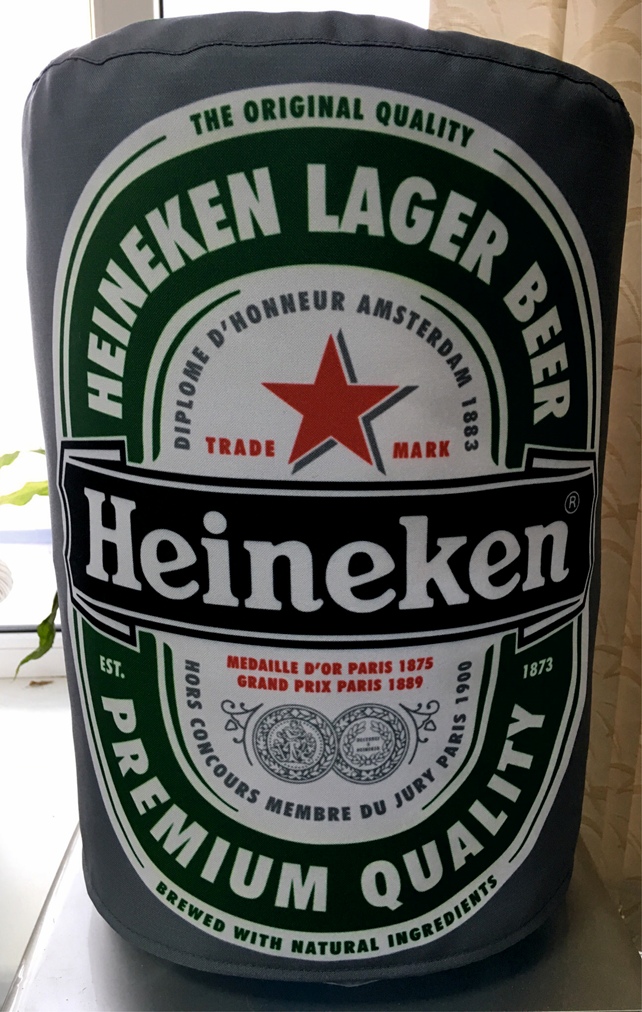 THE ORIGINAL QUALITY
HEINEKEN LAGER BEER
DIPLOME D'HONNEUR AMSTERDAM 1883
TRADE MARK
Heineken®
EST. 1873
MEDAILLE D'OR PARIS 1875
GRAND PRIX PARIS 1889
HORS CONCOURS MEMBRE DU JURY PARIS 1900
PREMIUM QUALITY
BREWED WITH NATURAL INGREDIENTS